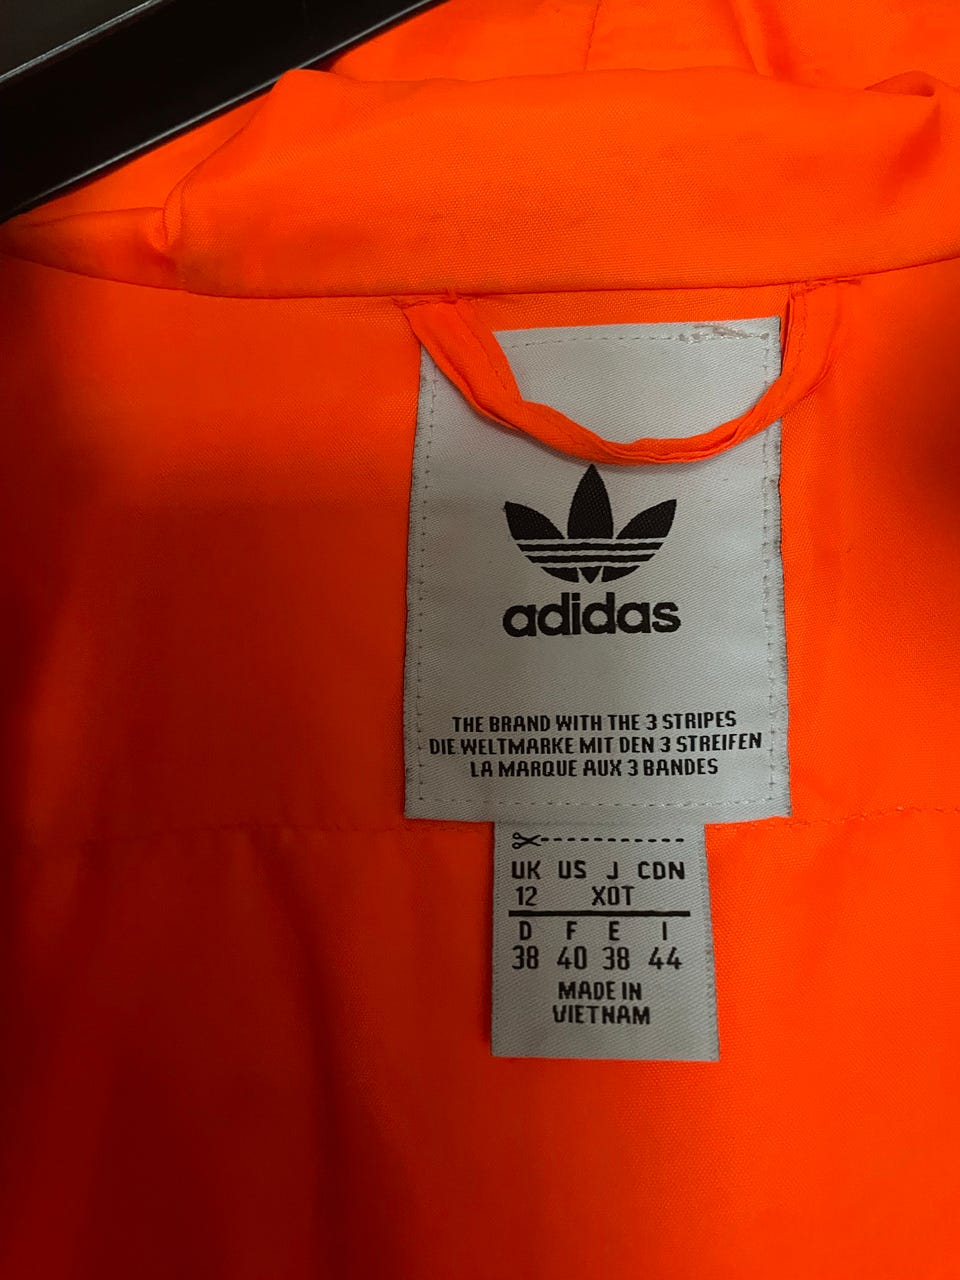 adidas
THE BRAND WITH THE 3 STRIPES
DIE WELTMARKE MIT DEN 3 STREIFEN
LA MARQUE AUX 3 BANDES
UK US J CDN
12 XOT
D F E I
38 40 38 44
MADE IN
VIETNAM